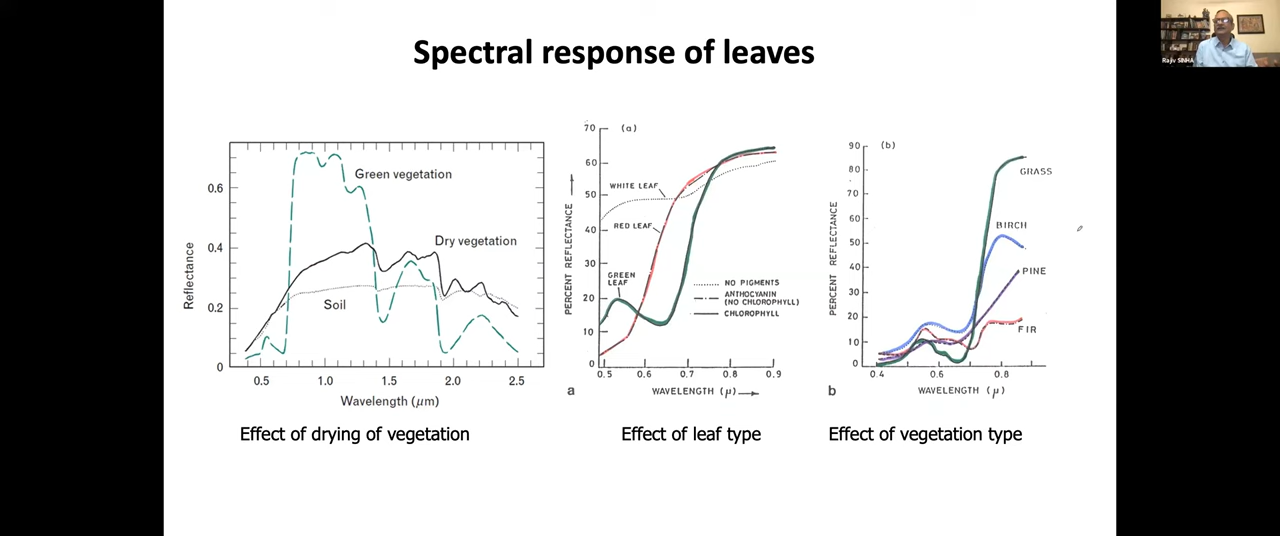 Spectral response of leaves
Rajiv SINHA
Reflectance
0.6
0.4
0.2
0
0.5 1.0 1.5 2.0 2.5
Wavelength (μm)
Green vegetation
Dry vegetation
Soil
Effect of drying of vegetation
(a)
PERCENT REFLECTANCE
70
60
50
40
30
20
10
0
0.5 0.6 0.7 0.8 0.9
WAVELENGTH (μ)
WHITE LEAF
RED LEAF
GREEN
LEAF
NO PIGMENTS
ANTHOCYANIN
(NO CHLOROPHYLL)
CHLOROPHYLL
a
Effect of leaf type
(b)
PERCENT REFLECTANCE
90
80
70
60
50
40
30
20
10
0
0.4 0.6 0.8
WAVELENGTH (μ)
GRASS
BIRCH
PINE
FIR
b
Effect of vegetation type